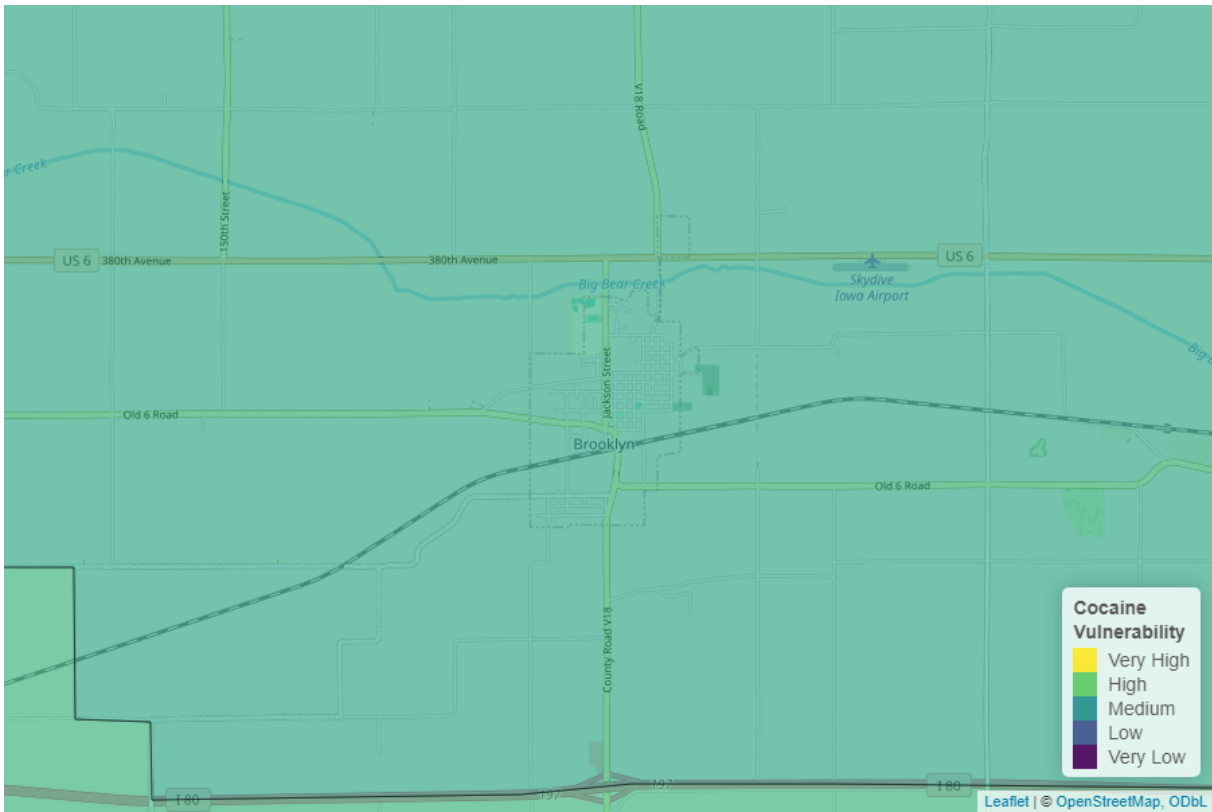 V18 Road
ar Creek
150th Street
US 6
380th Avenue
380th Avenue
US 6
Skydive
Iowa Airport
Big Bear Creek
Big B
Jackson Street
Old 6 Road
Brooklyn
Old 6 Road
County Road V18
I 80
197
197
I 80
Cocaine
Vulnerability
Very High
High
Medium
Low
Very Low
Leaflet | © OpenStreetMap, ODbL